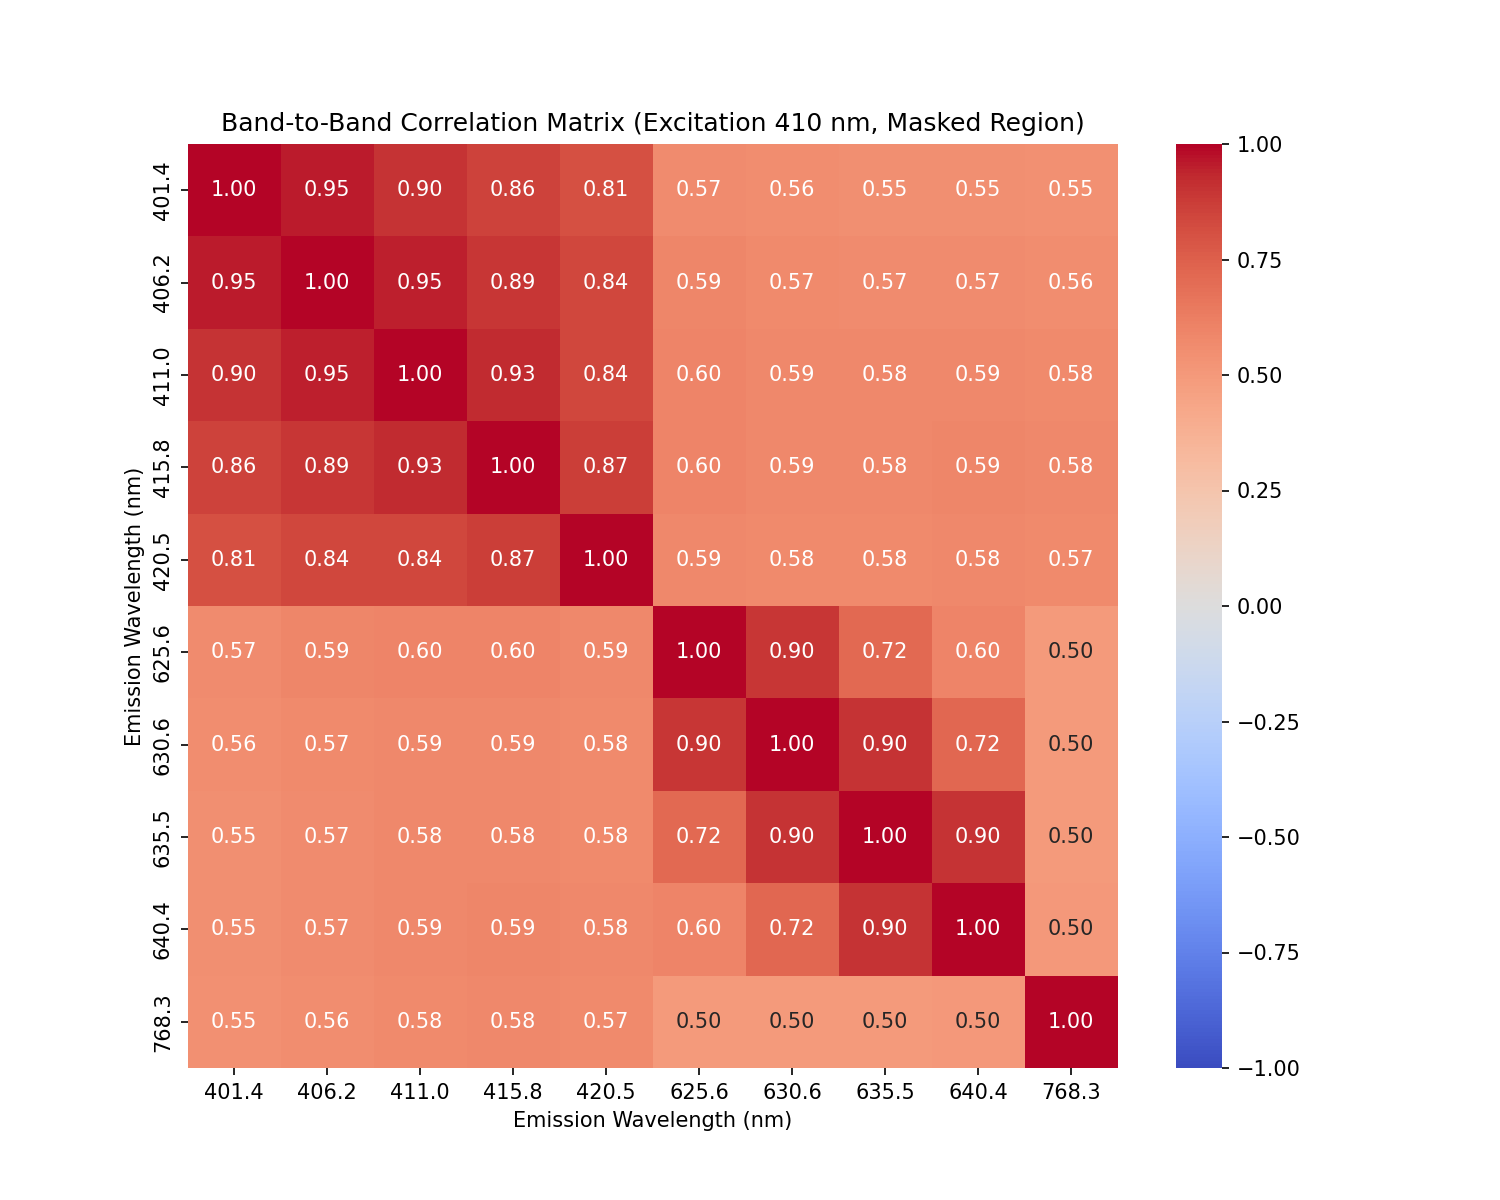 Band-to-Band Correlation Matrix (Excitation 410 nm, Masked Region)
401.4 1.00 0.95 0.90 0.86 0.81 0.57 0.56 0.55 0.55 0.55
406.2 0.95 1.00 0.95 0.89 0.84 0.59 0.57 0.57 0.57 0.56
411.0 0.90 0.95 1.00 0.93 0.84 0.60 0.59 0.58 0.59 0.58
415.8 0.86 0.89 0.93 1.00 0.87 0.60 0.59 0.58 0.59 0.58
420.5 0.81 0.84 0.84 0.87 1.00 0.59 0.58 0.58 0.58 0.57
625.6 0.57 0.59 0.60 0.60 0.59 1.00 0.90 0.72 0.60 0.50
630.6 0.56 0.57 0.59 0.59 0.58 0.90 1.00 0.90 0.72 0.50
635.5 0.55 0.57 0.58 0.58 0.58 0.72 0.90 1.00 0.90 0.50
640.4 0.55 0.57 0.59 0.59 0.58 0.60 0.72 0.90 1.00 0.50
768.3 0.55 0.56 0.58 0.58 0.57 0.50 0.50 0.50 0.50 1.00
401.4 406.2 411.0 415.8 420.5 625.6 630.6 635.5 640.4 768.3
Emission Wavelength (nm)
Emission Wavelength (nm)
1.00
0.75
0.50
0.25
0.00
−0.25
−0.50
−0.75
−1.00